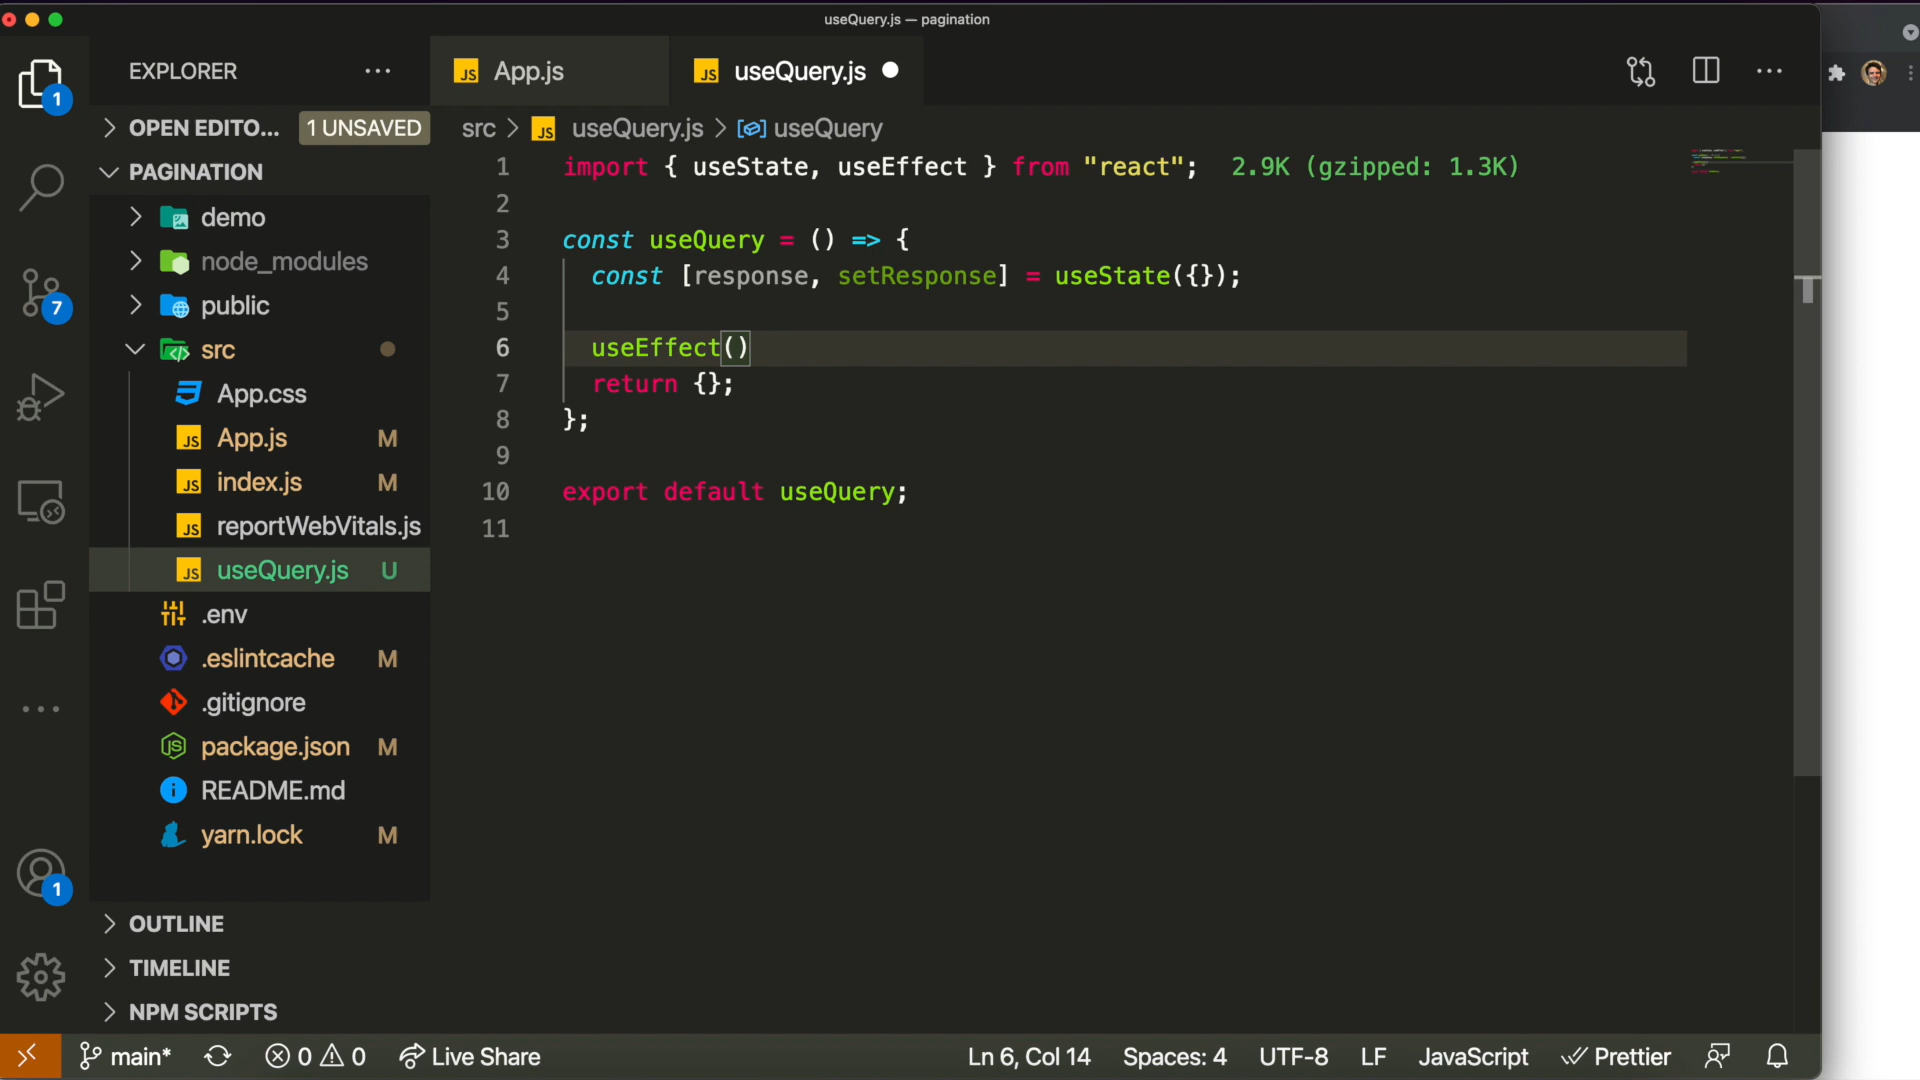 useQuery.js — pagination
EXPLORER
App.js
useQuery.js
OPEN EDITO... 1 UNSAVED
src > useQuery.js > useQuery
PAGINATION
demo
node_modules
public
src
App.css
App.js M
index.js M
reportWebVitals.js
useQuery.js U
.env
.eslintcache M
.gitignore
package.json M
README.md
yarn.lock M
OUTLINE
TIMELINE
NPM SCRIPTS
1
7
1
1 import { useState, useEffect } from "react"; 2.9K (gzipped: 1.3K)
2
3 const useQuery = () => {
4 const [response, setResponse] = useState({});
5
6 useEffect()
7 return {};
8 };
9
10 export default useQuery;
11
main* 0 0 Live Share Ln 6, Col 14 Spaces: 4 UTF-8 LF JavaScript Prettier